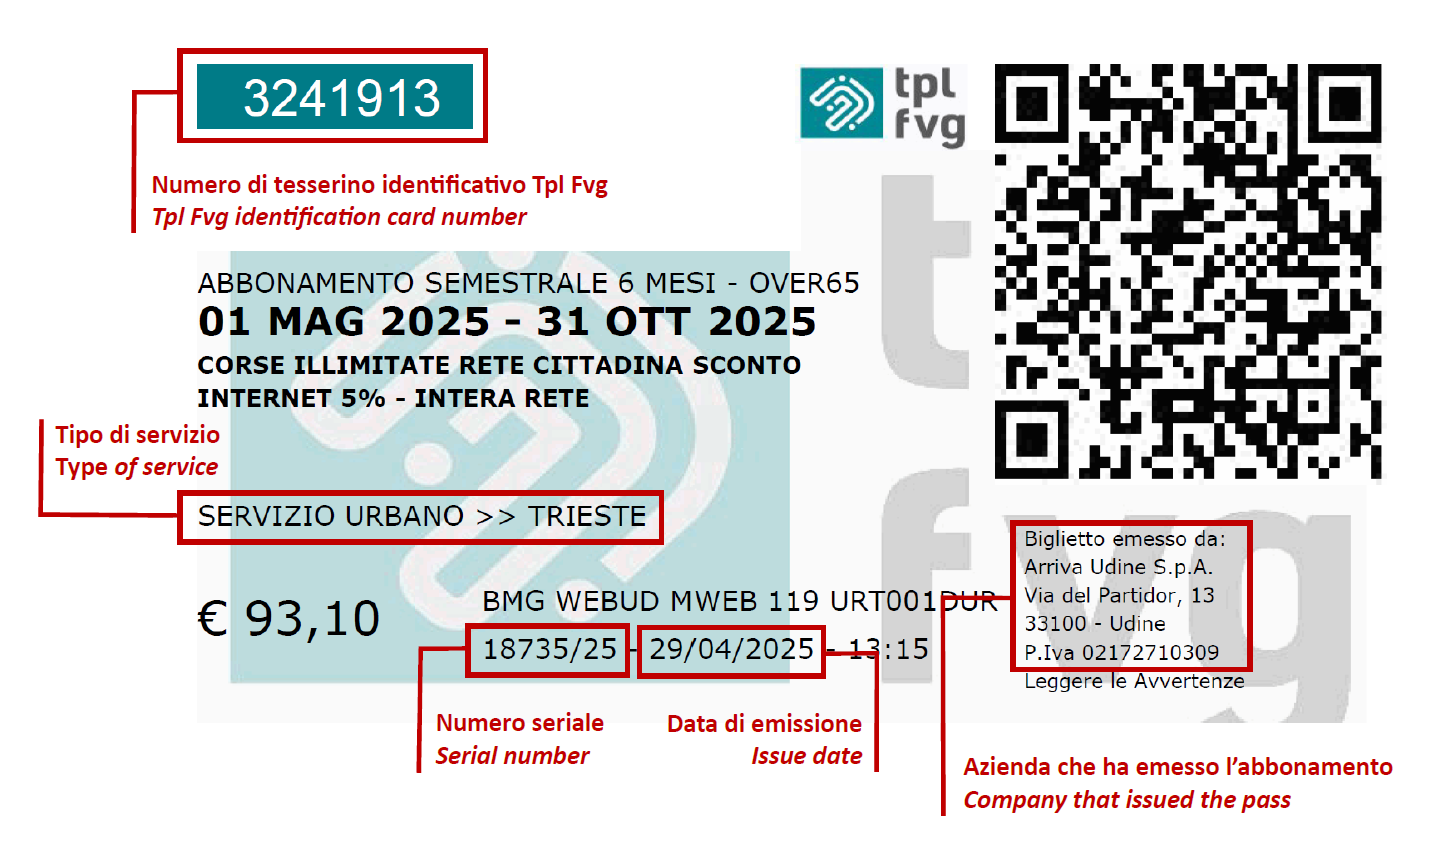 3241913
tpl
fvg
Numero di tesserino identificativo Tpl Fvg
Tpl Fvg identification card number
t
ABBONAMENTO SEMESTRALE 6 MESI - OVER65
01 MAG 2025 - 31 OTT 2025
CORSE ILLIMITATE RETE CITTADINA SCONTO
INTERNET 5% - INTERA RETE
Tipo di servizio
Type of service
SERVIZIO URBANO >> TRIESTE
fvg
Biglietto emesso da:
Arriva Udine S.p.A.
Via del Partidor, 13
33100 - Udine
P.Iva 02172710309
Leggere le Avvertenze
€ 93,10
BMG WEBUD MWEB 119 URT001DUR
18735/25 - 29/04/2025 - 13:15
Numero seriale
Serial number
Data di emissione
Issue date
Azienda che ha emesso l'abbonamento
Company that issued the pass